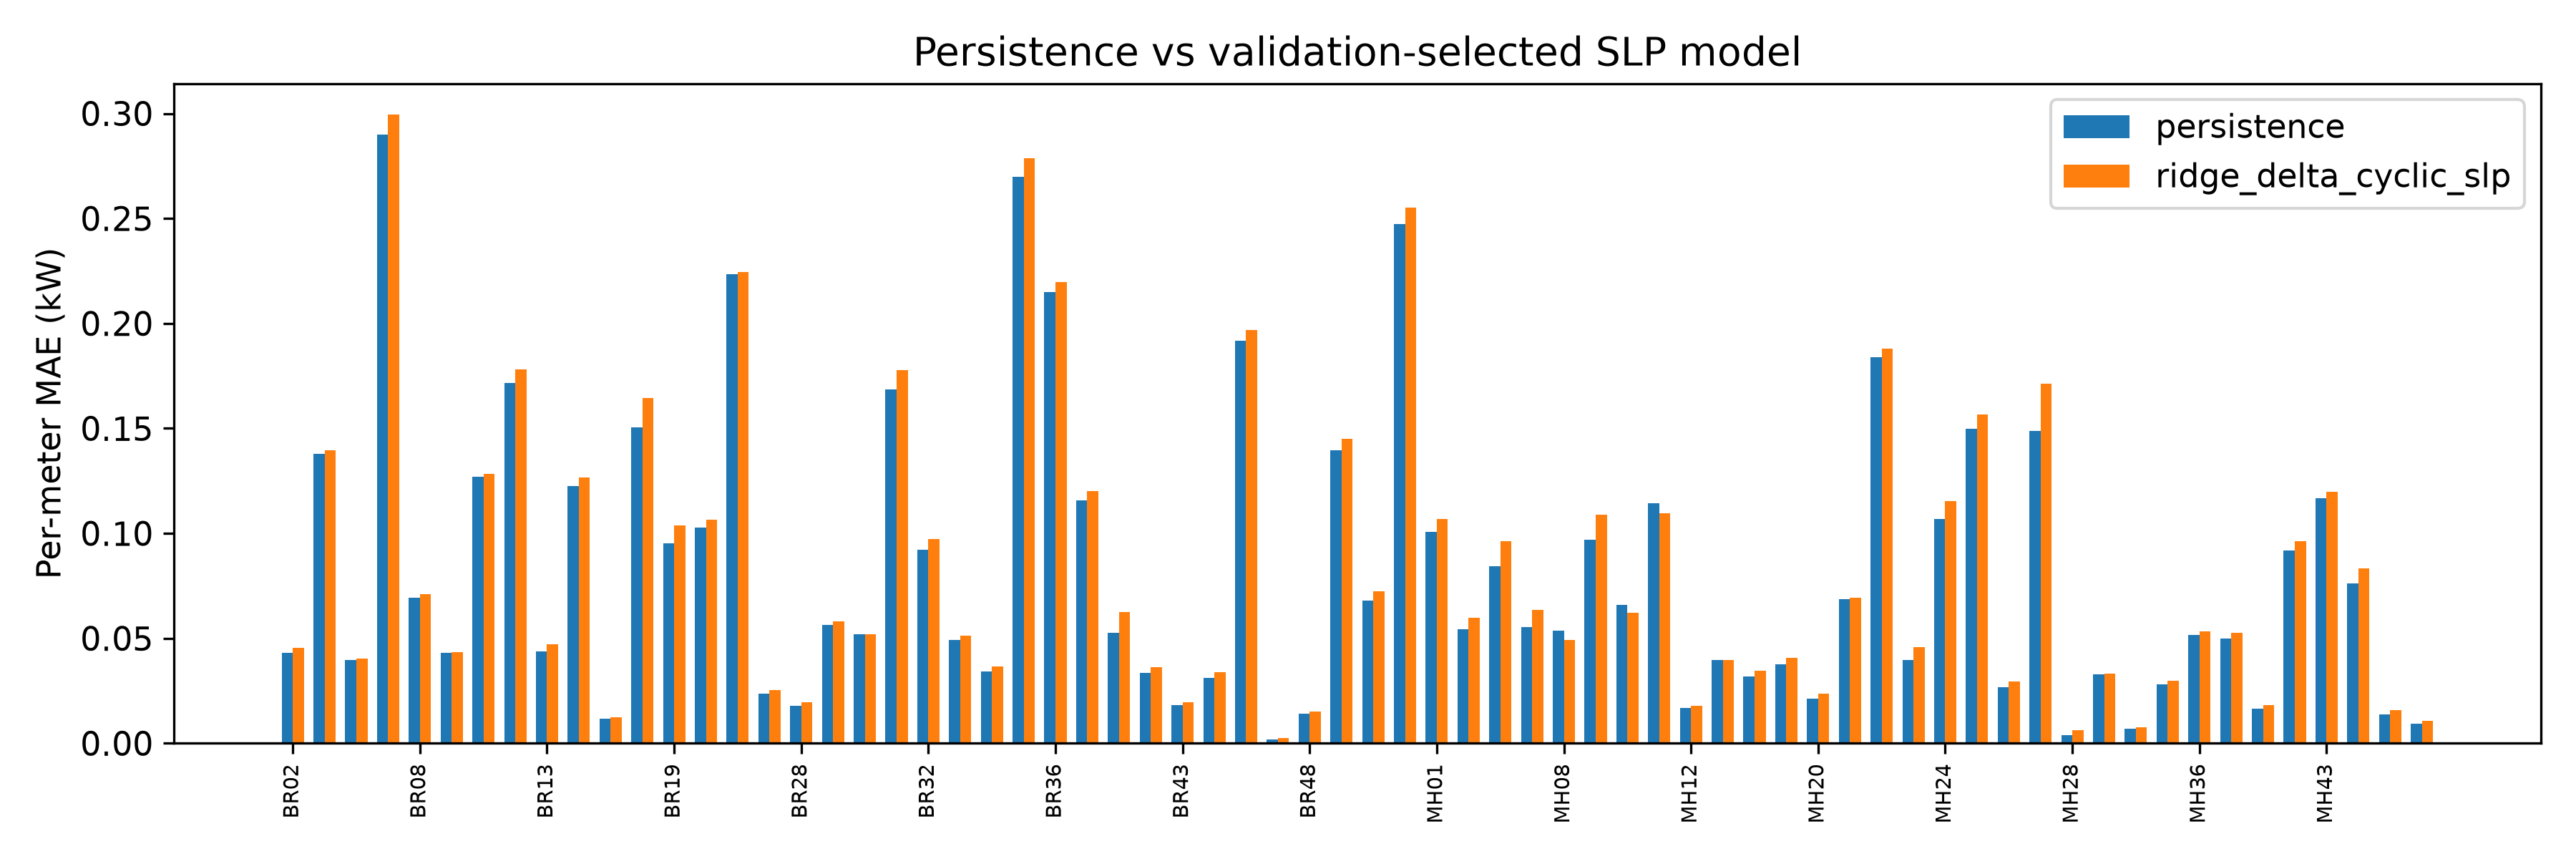 Persistence vs validation-selected SLP model
persistence
ridge_delta_cyclic_slp
Per-meter MAE (kW)
0.30
0.25
0.20
0.15
0.10
0.05
0.00
BR02
BR08
BR13
BR19
BR28
BR32
BR36
BR43
BR48
MH01
MH08
MH12
MH20
MH24
MH28
MH36
MH43